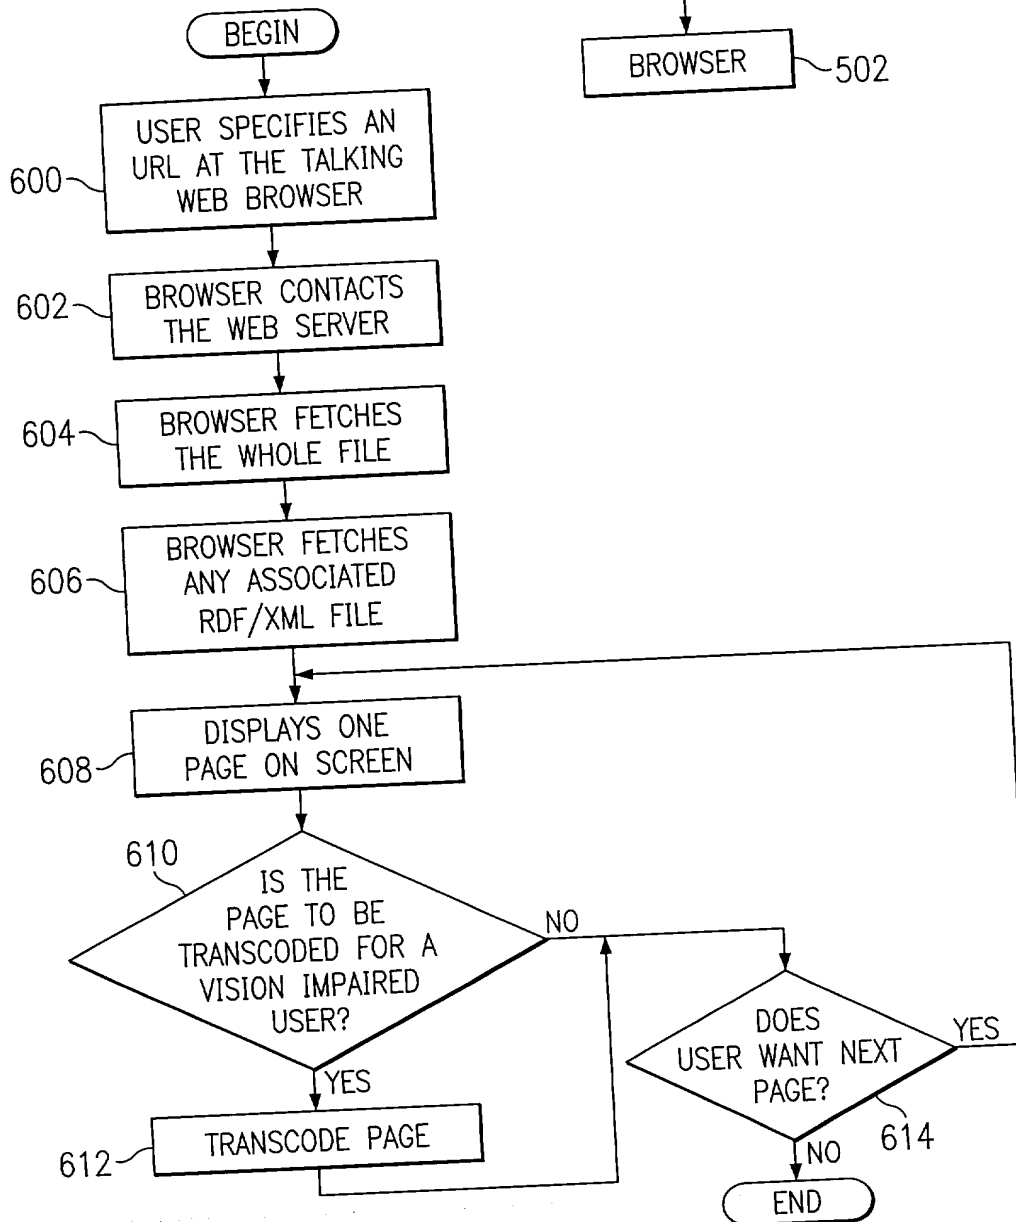 BEGIN
BROWSER
502
USER SPECIFIES AN
URL AT THE TALKING
WEB BROWSER
600
BROWSER CONTACTS
THE WEB SERVER
602
BROWSER FETCHES
THE WHOLE FILE
604
BROWSER FETCHES
ANY ASSOCIATED
RDF/XML FILE
606
DISPLAYS ONE
PAGE ON SCREEN
608
610
IS THE
PAGE TO BE
TRANSCODED FOR A
VISION IMPAIRED
USER?
NO
YES
TRANSCODE PAGE
612
DOES
USER WANT NEXT
PAGE?
YES
614
NO
END